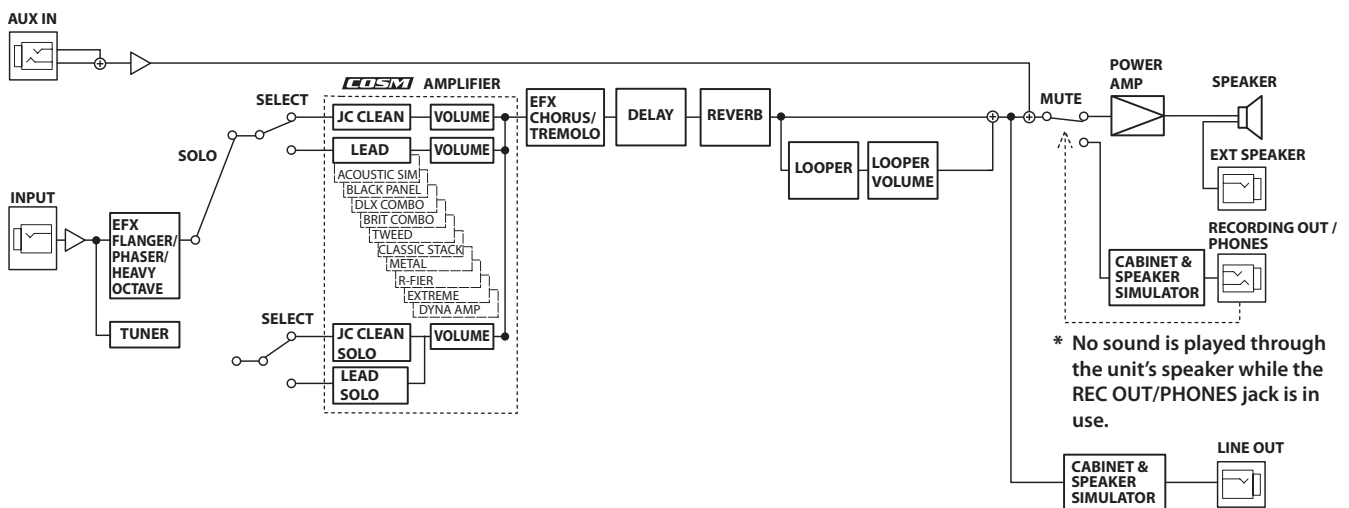 AUX IN
COSM AMPLIFIER
SELECT
JC CLEAN
VOLUME
LEAD
VOLUME
ACOUSTIC SIM
BLACK PANEL
DLX COMBO
BRIT COMBO
TWEED
CLASSIC STACK
METAL
R-FIER
EXTREME
DYNA AMP
SOLO
INPUT
EFX
FLANGER/
PHASER/
HEAVY
OCTAVE
TUNER
SELECT
JC CLEAN
SOLO
VOLUME
LEAD
SOLO
EFX
CHORUS/
TREMOLO
DELAY
REVERB
LOOPER
LOOPER
VOLUME
MUTE
POWER
AMP
SPEAKER
EXT SPEAKER
RECORDING OUT /
PHONES
CABINET &
SPEAKER
SIMULATOR
* No sound is played through
the unit's speaker while the
REC OUT/PHONES jack is in
use.
LINE OUT
CABINET &
SPEAKER
SIMULATOR